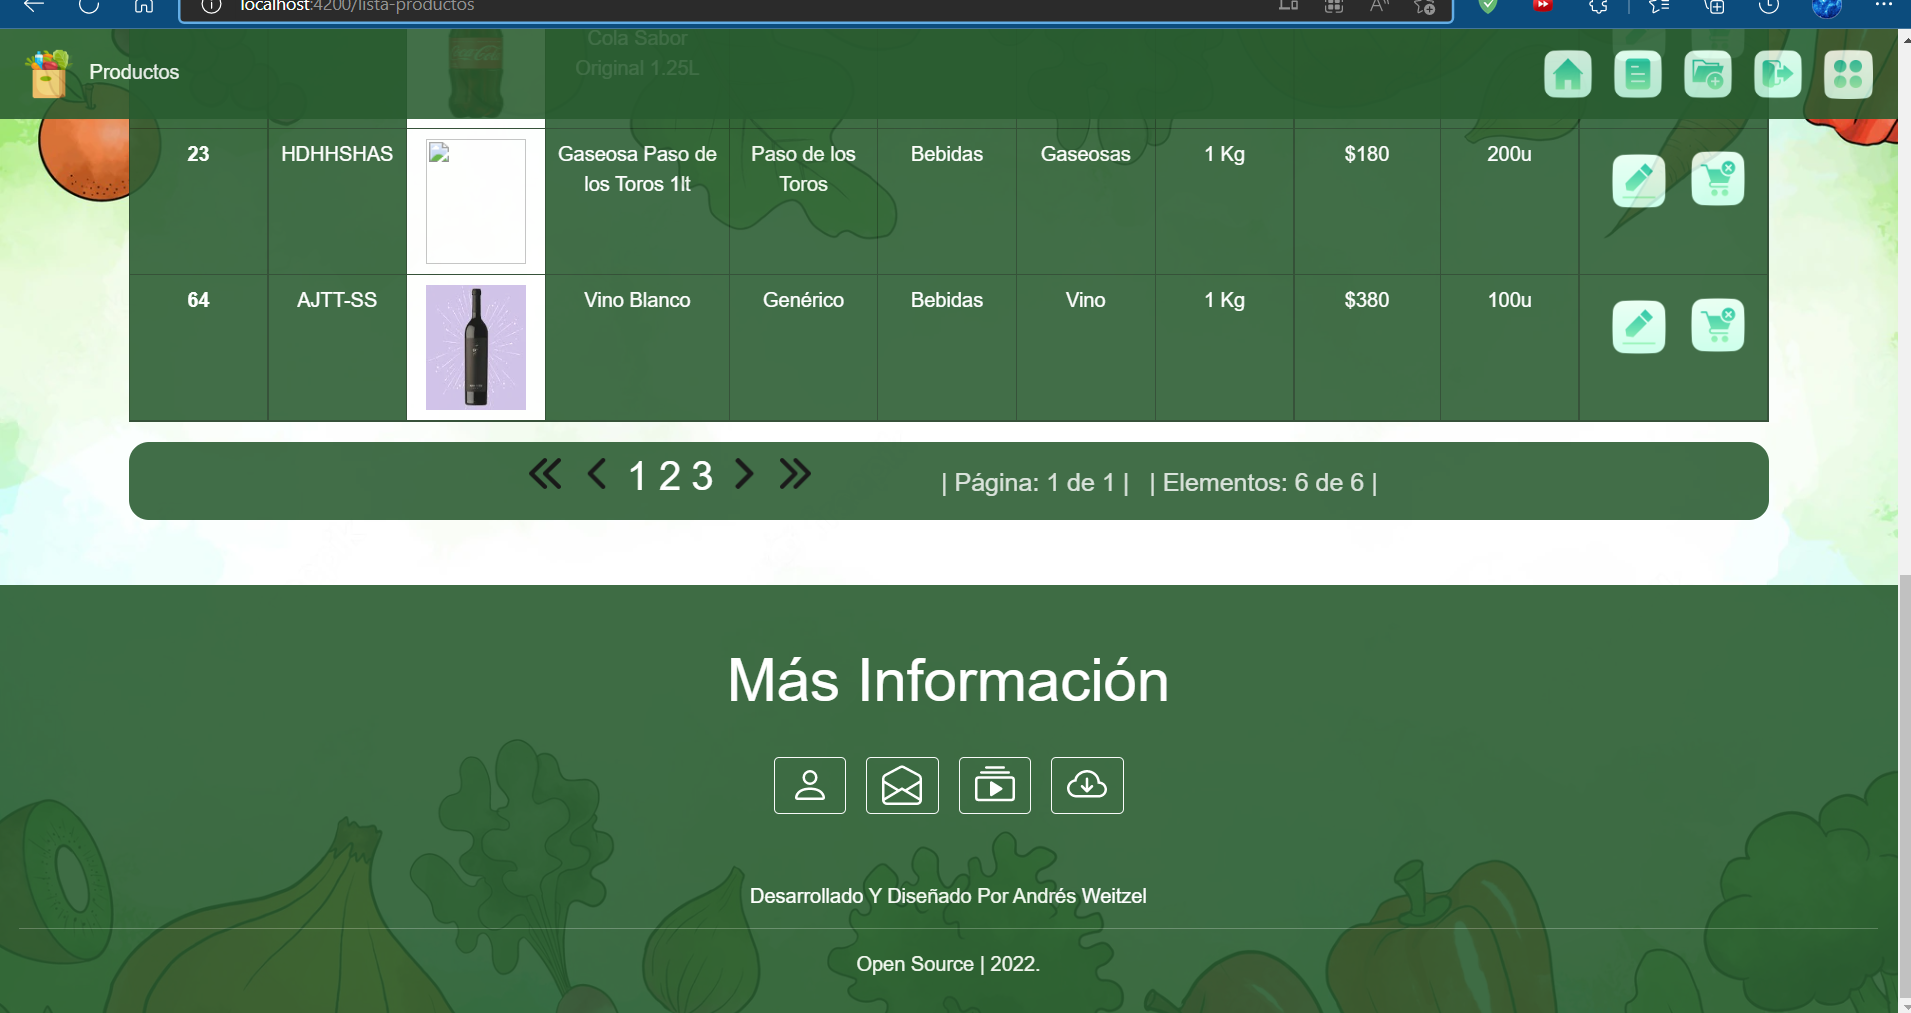 localhost:4200/lista-productos
Productos
Cola Sabor
Original 1.25L
23 HDHHSHAS Gaseosa Paso de Paso de los Bebidas Gaseosas 1 Kg $180 200u
los Toros 1lt Toros
64 AJTT-SS Vino Blanco Genérico Bebidas Vino 1 Kg $380 100u
1 2 3 | Página: 1 de 1 | | Elementos: 6 de 6 |
Más Información
Desarrollado Y Diseñado Por Andrés Weitzel
Open Source | 2022.